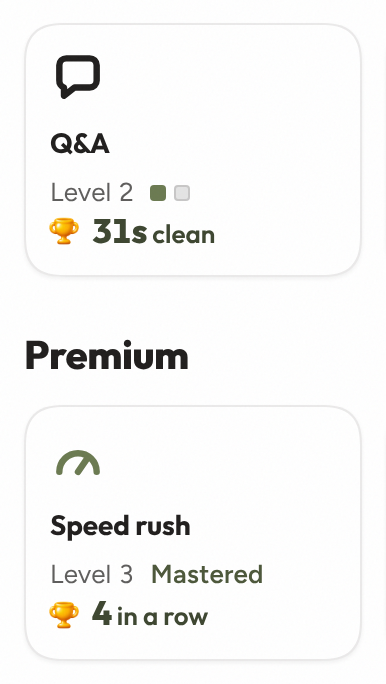 Q&A
Level 2
31s clean
Premium
Speed rush
Level 3 Mastered
4 in a row